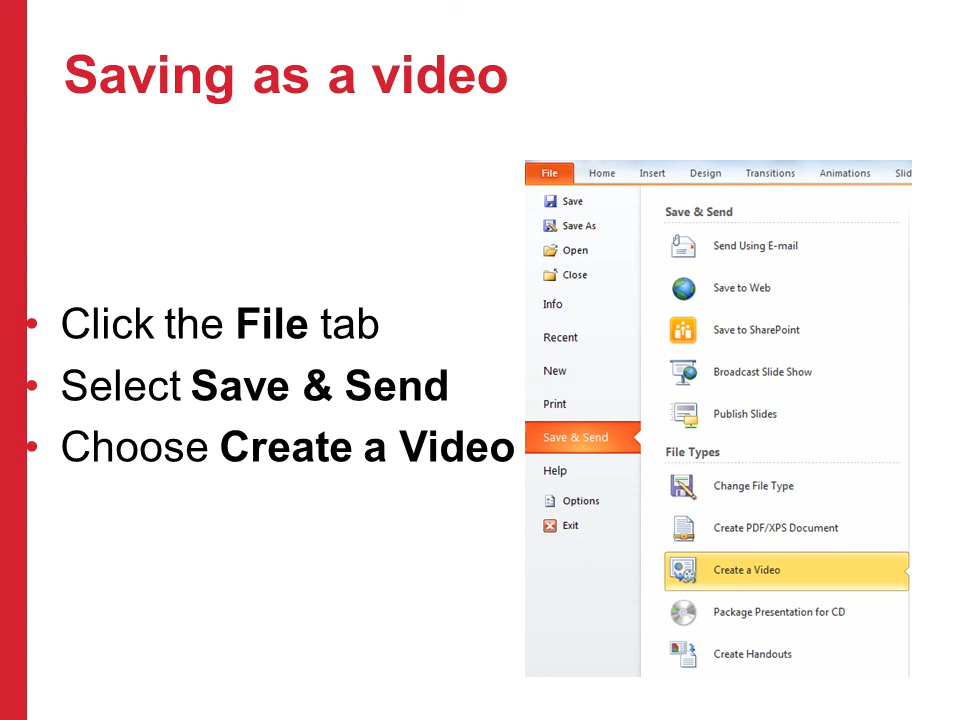 Saving as a video
• Click the File tab
• Select Save & Send
• Choose Create a Video
File Home Insert Design Transitions Animations Slid
Save
Save As
Open
Close
Info
Recent
New
Print
Save & Send
Help
Options
Exit
Save & Send
Send Using E-mail
Save to Web
Save to SharePoint
Broadcast Slide Show
Publish Slides
File Types
Change File Type
Create PDF/XPS Document
Create a Video
Package Presentation for CD
Create Handouts